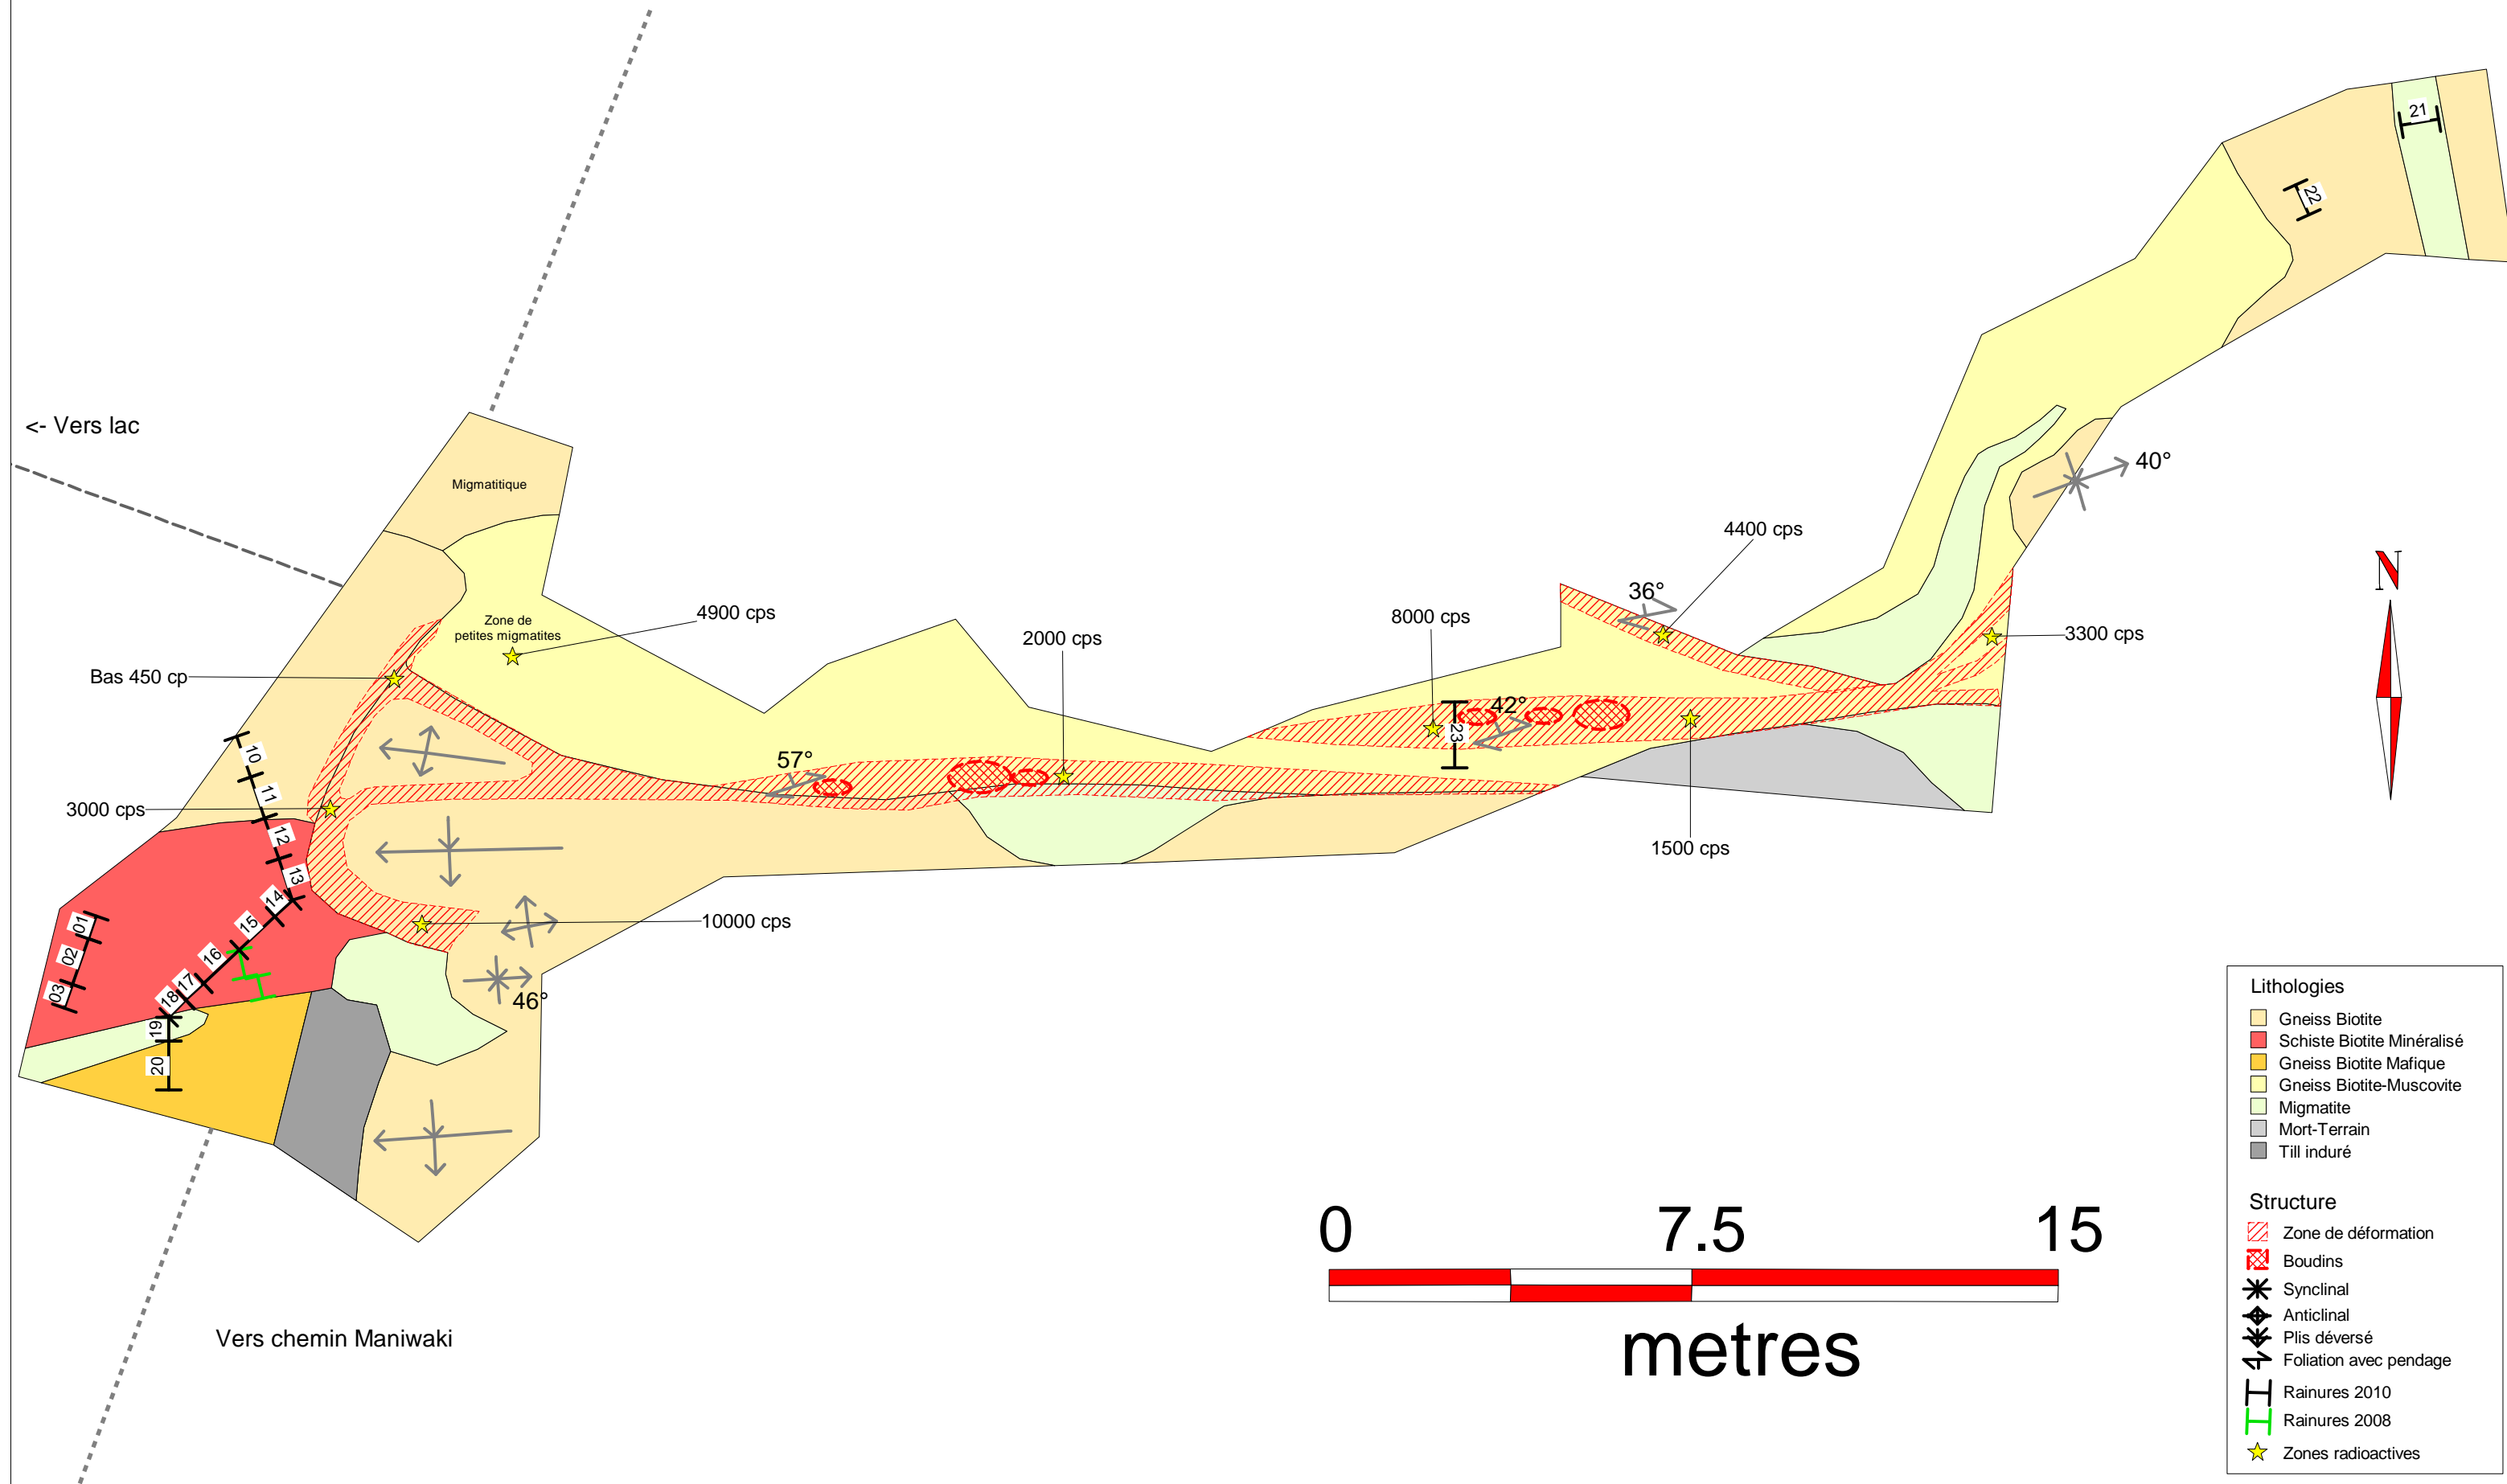 21
22
<- Vers lac
Migmatitique
40°
4400 cps
36°
Zone de
petites migmatites
4900 cps
8000 cps
2000 cps
3300 cps
N
Bas 450 cp
42°
23
57°
10
11
3000 cps
12
13
1500 cps
14
15
10000 cps
01
02
03
16
17
18
46°
19
20
Vers chemin Maniwaki
0
7.5
15
metres
Lithologies
Gneiss Biotite
Schiste Biotite Minéralisé
Gneiss Biotite Mafique
Gneiss Biotite-Muscovite
Migmatite
Mort-Terrain
Till induré
Structure
Zone de déformation
Boudins
Synclinal
Anticlinal
Plis déversé
Foliation avec pendage
Rainures 2010
Rainures 2008
Zones radioactives